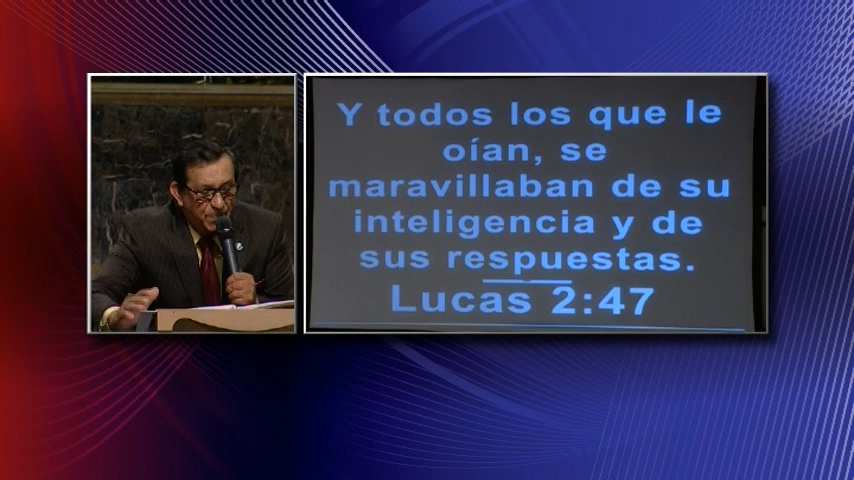 Y todos los que le
oían, se
maravillaban de su
inteligencia y de
sus respuestas.
Lucas 2:47